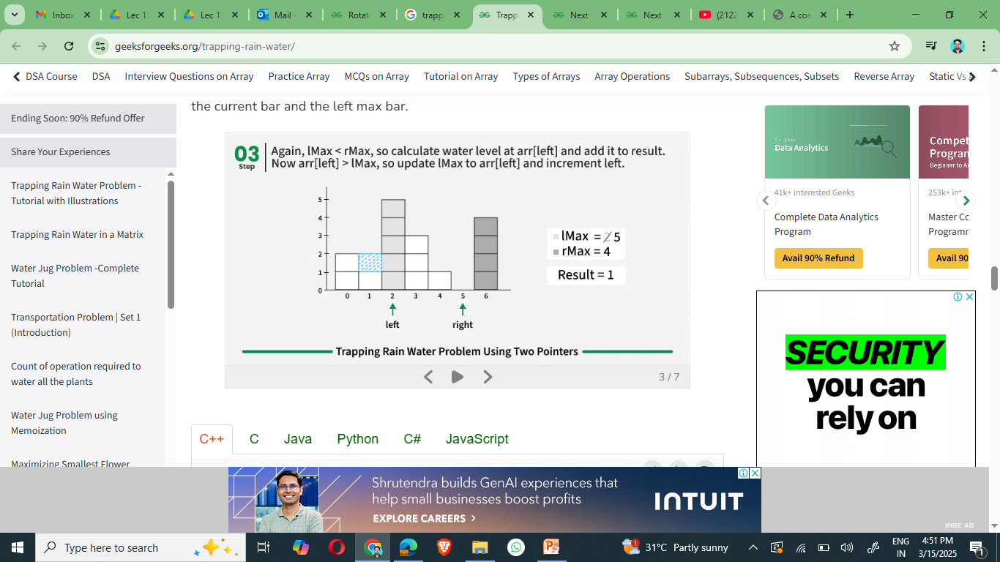 Inbox
Lec 1
Lec 1
Mail -
Rotat
trapp
Trapp
Next
Next
(2122
A con
geeksforgeeks.org/trapping-rain-water/
DSA Course
DSA
Interview Questions on Array
Practice Array
MCQs on Array
Tutorial on Array
Types of Arrays
Array Operations
Subarrays, Subsequences, Subsets
Reverse Array
Static Vs
Ending Soon: 90% Refund Offer
Share Your Experiences
Trapping Rain Water Problem -
Tutorial with Illustrations
Trapping Rain Water in a Matrix
Water Jug Problem -Complete
Tutorial
Transportation Problem | Set 1
(Introduction)
Count of operation required to
water all the plants
Water Jug Problem using
Memoization
Maximizing Smallest Flower
the current bar and the left max bar.
03
Step
Again, lMax < rMax, so calculate water level at arr[left] and add it to result.
Now arr[left] > lMax, so update lMax to arr[left] and increment left.
5
4
3
2
1
0
0 1 2 3 4 5 6
left
right
lMax = 2 5
rMax = 4
Result = 1
Trapping Rain Water Problem Using Two Pointers
3 / 7
C++
C
Java
Python
C#
JavaScript
Complete
Data Analytics
41k+ interested Geeks
Complete Data Analytics
Program
Avail 90% Refund
Compet
Program
Beginner to A
253k+ int
Master Co
Programr
Avail 90
SECURITY
you can
rely on
Shrutendra builds GenAI experiences that
help small businesses boost profits
EXPLORE CAREERS >
INTUIT
HIDE AD
Type here to search
1
31°C Partly sunny
ENG
IN
4:51 PM
3/15/2025
1